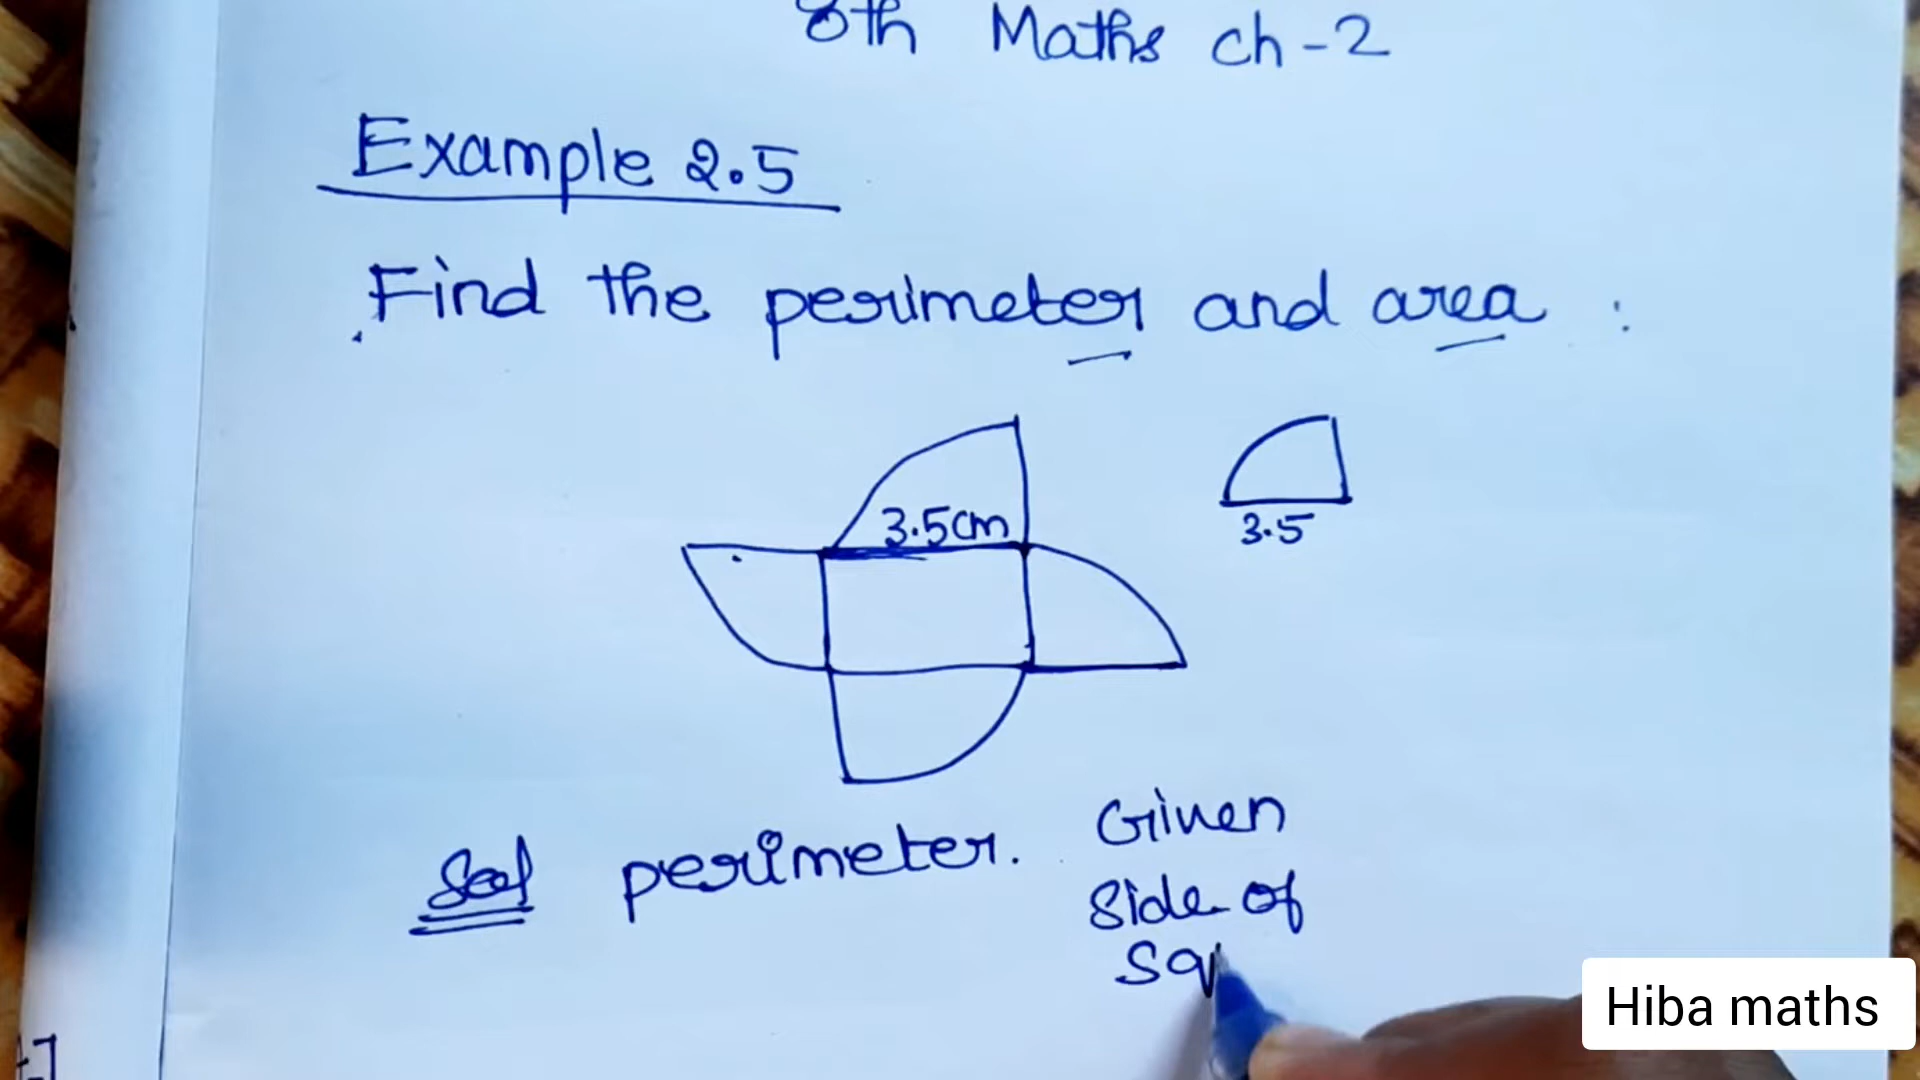 8th Maths ch-2
Example 2.5
Find the perimeter and area :
3.5cm
3.5
Sol perimeter. Given
Side of
Sq
Hiba maths